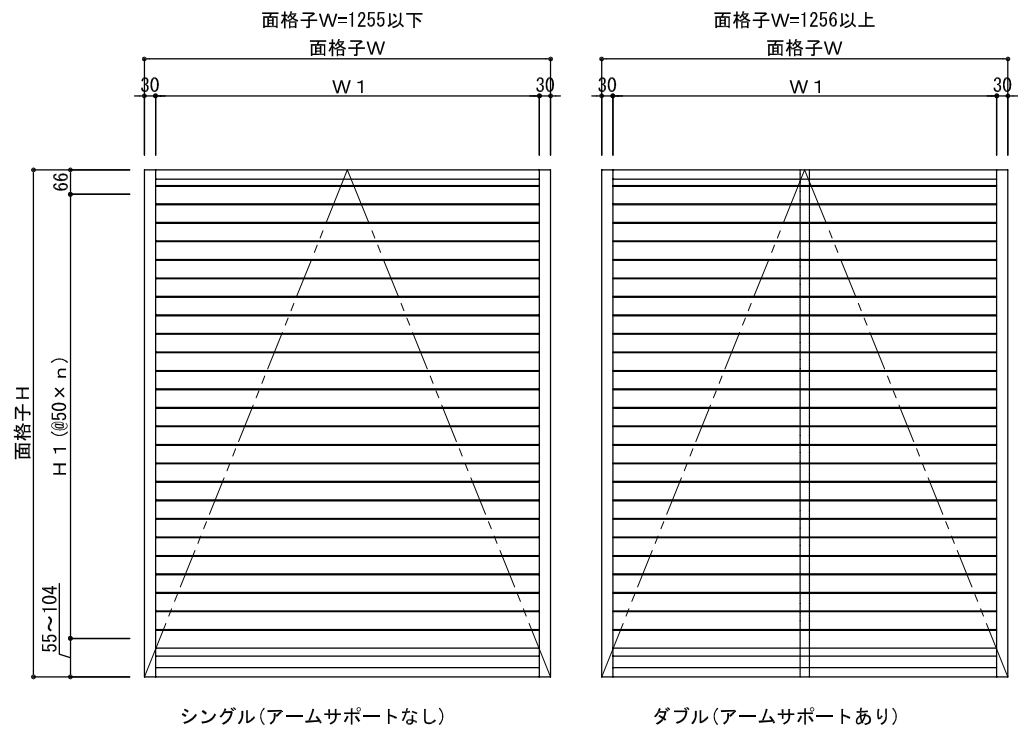 面格子W=1255以下
面格子W
30
W1
30
66
H1(@50×n)
面格子H
55〜104
シングル(アームサポートなし)
面格子W=1256以上
面格子W
30
W1
30
ダブル(アームサポートあり)